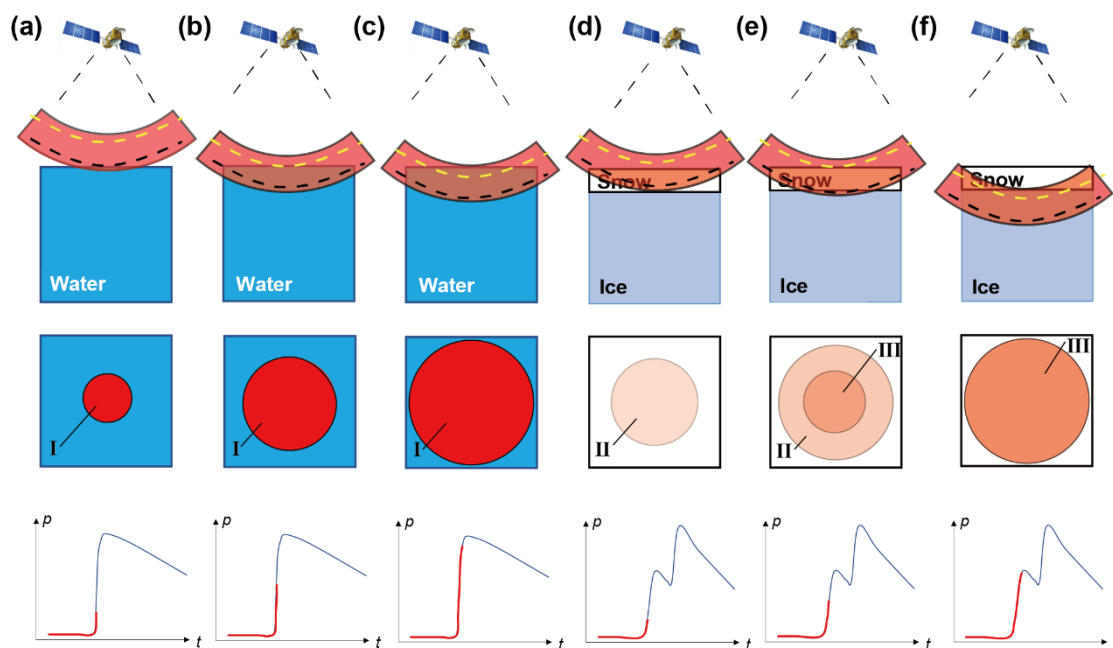 (a) (b) (c) (d) (e) (f)
Snow Snow Snow
Water Water Water Ice Ice Ice
III III
I I I II II
p p p p p p
t t t t t t